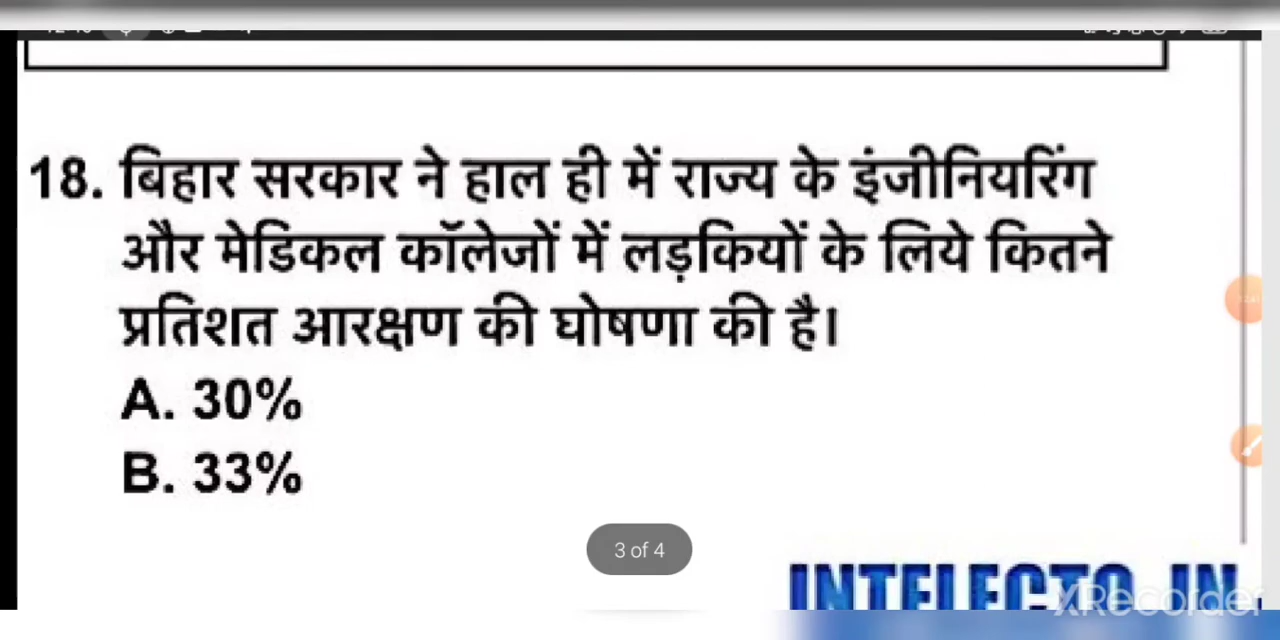 18. बिहार सरकार ने हाल ही में राज्य के इंजीनियरिंग
और मेडिकल कॉलेजों में लड़कियों के लिये कितने
प्रतिशत आरक्षण की घोषणा की है।
A. 30%
B. 33%
3 of 4
INTELECTO.IN
XRecorder